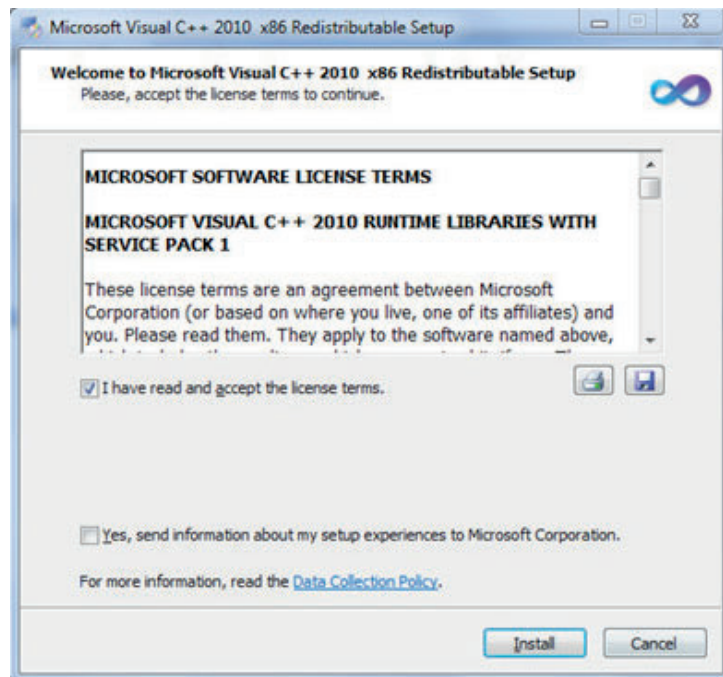 Microsoft Visual C++ 2010 x86 Redistributable Setup
Welcome to Microsoft Visual C++ 2010 x86 Redistributable Setup
Please, accept the license terms to continue.
MICROSOFT SOFTWARE LICENSE TERMS
MICROSOFT VISUAL C++ 2010 RUNTIME LIBRARIES WITH
SERVICE PACK 1
These license terms are an agreement between Microsoft
Corporation (or based on where you live, one of its affiliates) and
you. Please read them. They apply to the software named above,
I have read and accept the license terms.
Yes, send information about my setup experiences to Microsoft Corporation.
For more information, read the Data Collection Policy.
Install
Cancel